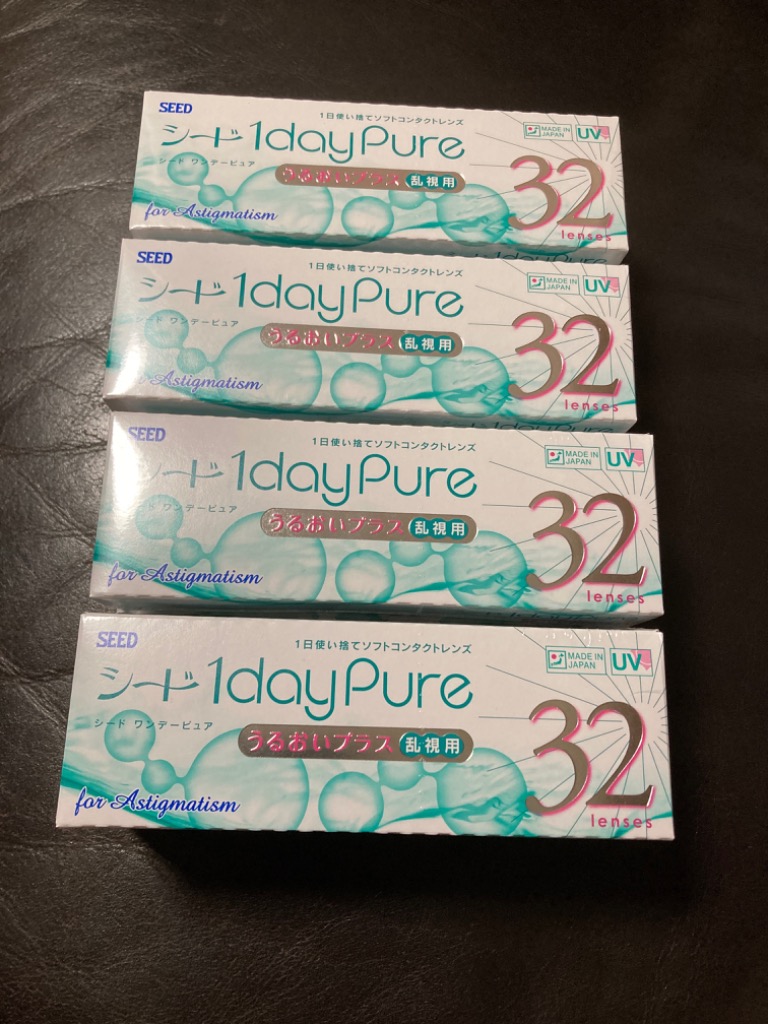 SEED
1日使い捨てソフトコンタクトレンズ
MADE IN JAPAN
UV
シード 1dayPure
シード ワンデーピュア
うるおいプラス 乱視用
32
lenses
for Astigmatism
SEED
1日使い捨てソフトコンタクトレンズ
MADE IN JAPAN
UV
シード 1dayPure
シード ワンデーピュア
うるおいプラス 乱視用
32
lenses
for Astigmatism
SEED
1日使い捨てソフトコンタクトレンズ
MADE IN JAPAN
UV
シード 1dayPure
シード ワンデーピュア
うるおいプラス 乱視用
32
lenses
for Astigmatism
SEED
1日使い捨てソフトコンタクトレンズ
MADE IN JAPAN
UV
シード 1dayPure
シード ワンデーピュア
うるおいプラス 乱視用
32
lenses
for Astigmatism